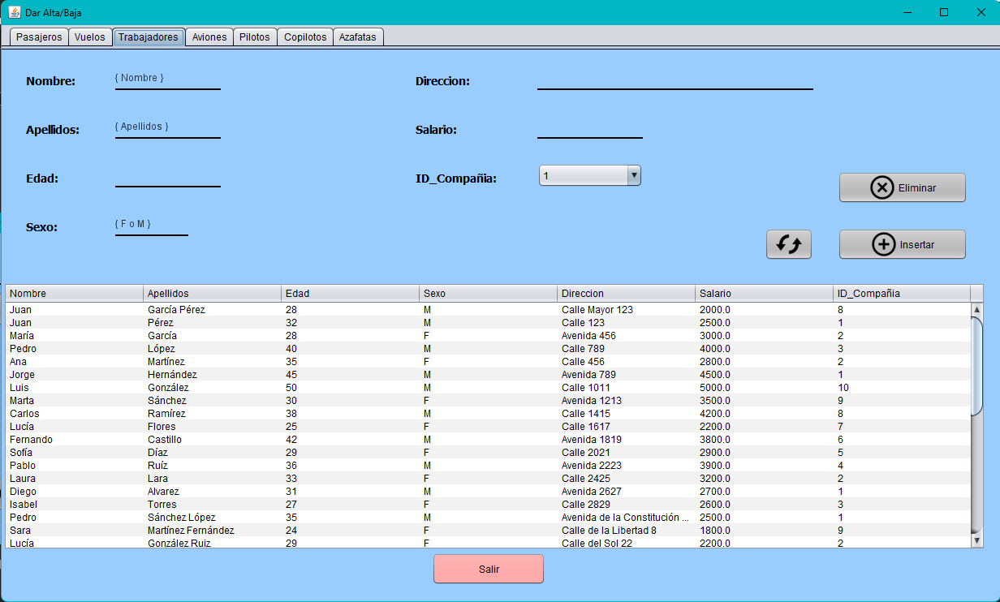 Dar Alta/Baja
Pasajeros Vuelos Trabajadores Aviones Pilotos Copilotos Azafatas
Nombre: { Nombre } Direccion:
Apellidos: { Apellidos } Salario:
Edad: ID_Compañia: 1
Eliminar
Sexo: { F o M }
Insertar
Nombre Apellidos Edad Sexo Direccion Salario ID_Compañia
Juan García Pérez 28 M Calle Mayor 123 2000.0 8
Juan Pérez 32 M Calle 123 2500.0 1
María García 28 F Avenida 456 3000.0 2
Pedro López 40 M Calle 789 4000.0 3
Ana Martínez 35 F Calle 456 2800.0 2
Jorge Hernández 45 M Avenida 789 4500.0 1
Luis González 50 M Calle 1011 5000.0 10
Marta Sánchez 30 F Avenida 1213 3500.0 9
Carlos Ramírez 38 M Calle 1415 4200.0 8
Lucía Flores 25 F Calle 1617 2200.0 7
Fernando Castillo 42 M Avenida 1819 3800.0 6
Sofía Díaz 29 F Calle 2021 2900.0 5
Pablo Ruíz 36 M Avenida 2223 3900.0 4
Laura Lara 33 F Calle 2425 3200.0 2
Diego Alvarez 31 M Avenida 2627 2700.0 1
Isabel Torres 27 F Calle 2829 2600.0 3
Pedro Sánchez López 35 M Avenida de la Constitución ... 2500.0 1
Sara Martínez Fernández 24 F Calle de la Libertad 8 1800.0 9
Lucía González Ruiz 29 F Calle del Sol 22 2200.0 2
Salir